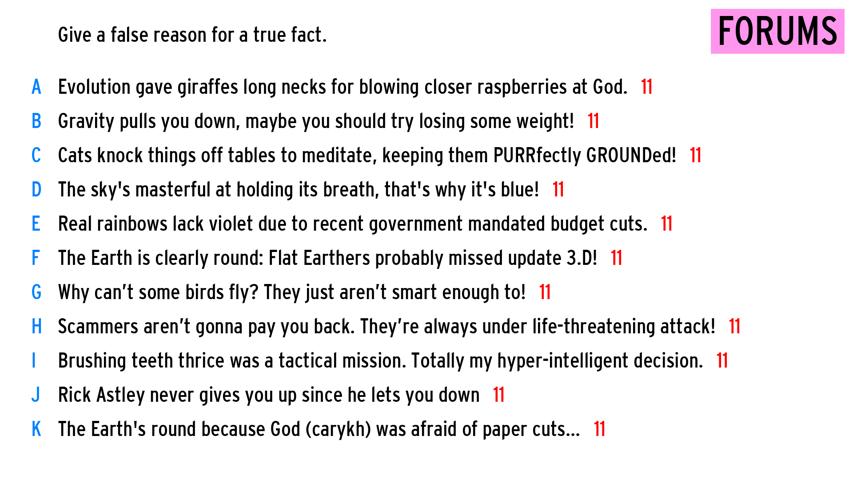 Give a false reason for a true fact.
FORUMS
A Evolution gave giraffes long necks for blowing closer raspberries at God. 11
B Gravity pulls you down, maybe you should try losing some weight! 11
C Cats knock things off tables to meditate, keeping them PURRfectly GROUNDed! 11
D The sky's masterful at holding its breath, that's why it's blue! 11
E Real rainbows lack violet due to recent government mandated budget cuts. 11
F The Earth is clearly round: Flat Earthers probably missed update 3.D! 11
G Why can’t some birds fly? They just aren’t smart enough to! 11
H Scammers aren’t gonna pay you back. They’re always under life-threatening attack! 11
I Brushing teeth thrice was a tactical mission. Totally my hyper-intelligent decision. 11
J Rick Astley never gives you up since he lets you down 11
K The Earth's round because God (carykh) was afraid of paper cuts... 11